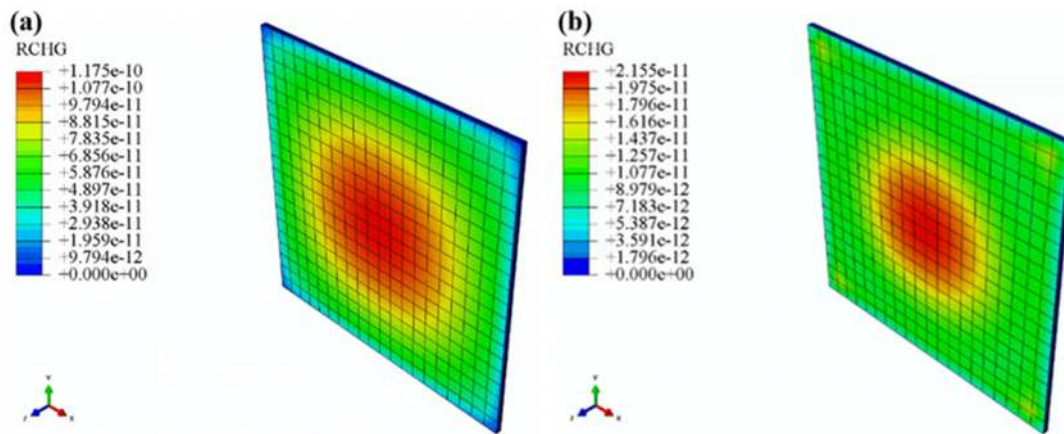 (a)
RCHG
+1.175e-10
+1.077e-10
+9.794e-11
+8.815e-11
+7.835e-11
+6.856e-11
+5.876e-11
+4.897e-11
+3.918e-11
+2.938e-11
+1.959e-11
+9.794e-12
+0.000e+00
Y
Z
X
(b)
RCHG
+2.155e-11
+1.975e-11
+1.796e-11
+1.616e-11
+1.437e-11
+1.257e-11
+1.077e-11
+8.979e-12
+7.183e-12
+5.387e-12
+3.591e-12
+1.796e-12
+0.000e+00
Y
Z
X